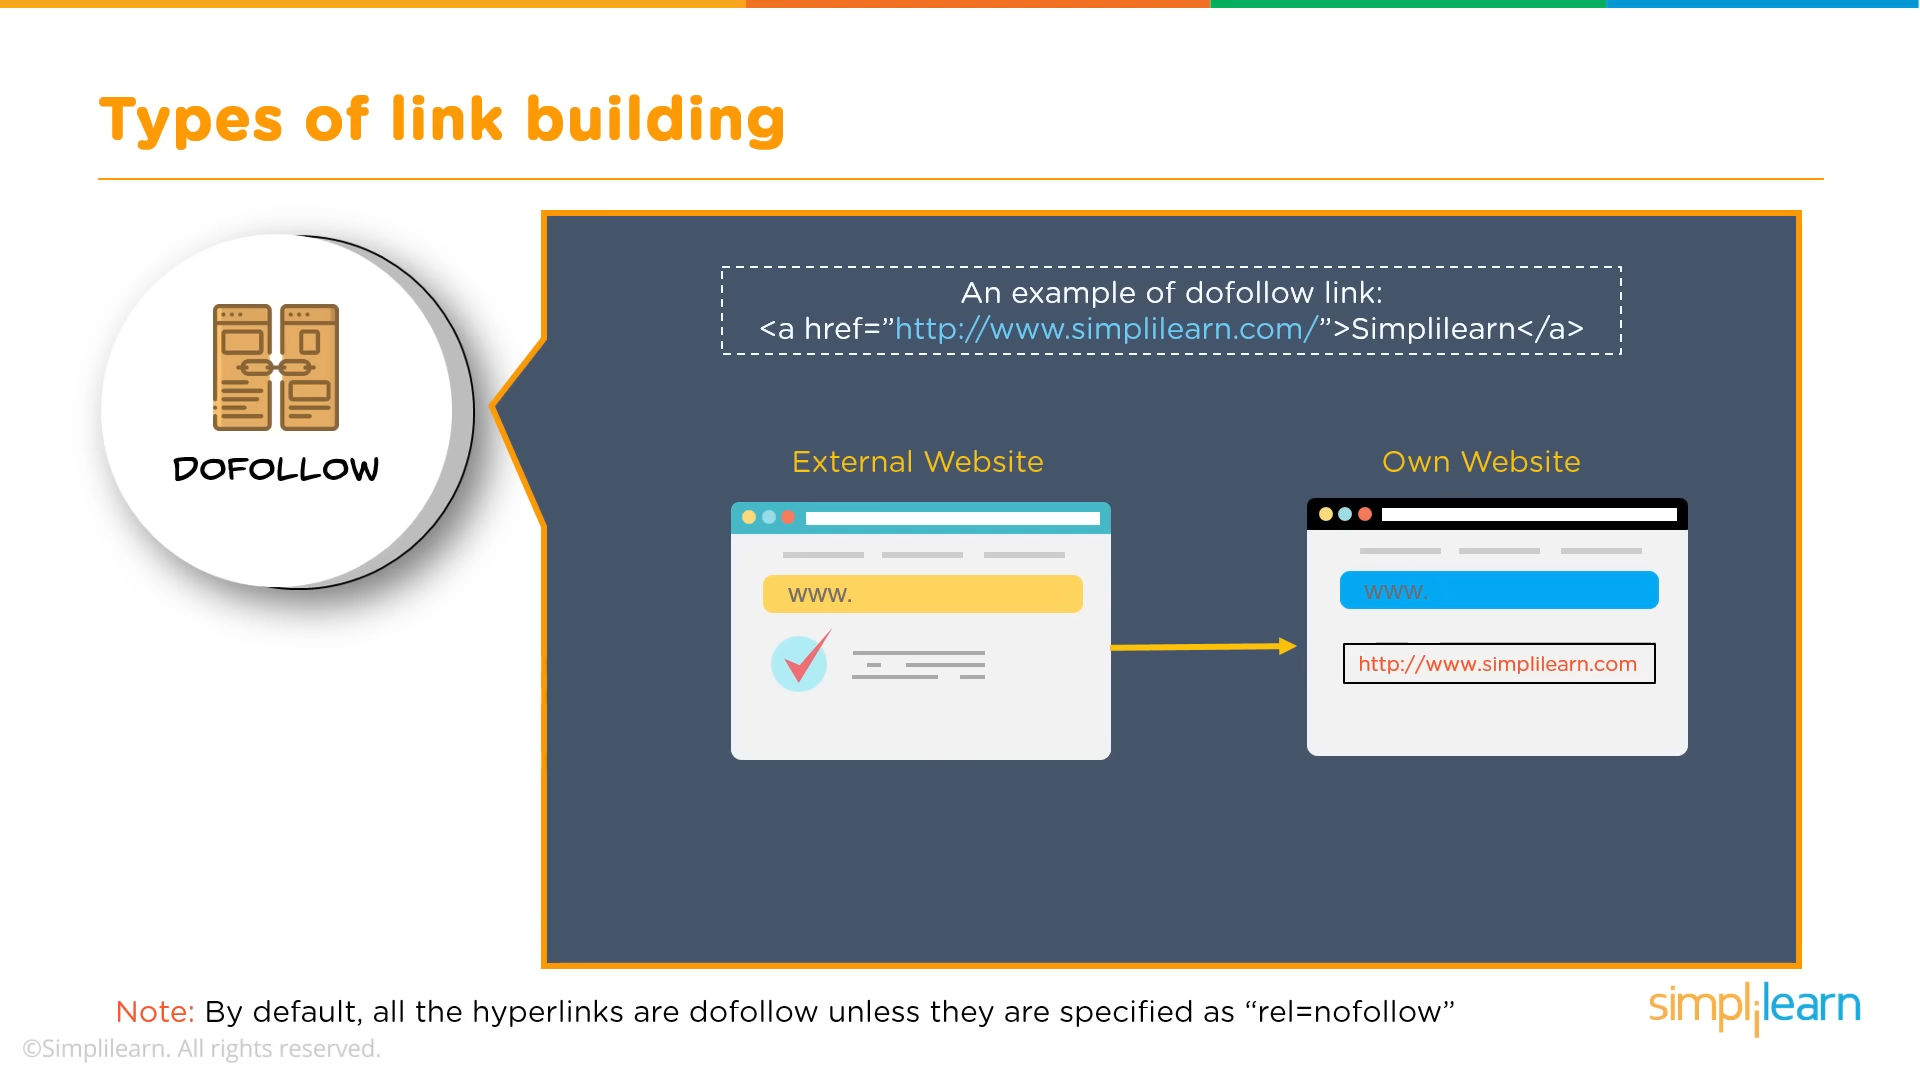 Types of link building
DOFOLLOW
An example of dofollow link:
<a href=”http://www.simplilearn.com/”>Simplilearn</a>
External Website
Own Website
www.
www.
http://www.simplilearn.com
Note: By default, all the hyperlinks are dofollow unless they are specified as “rel=nofollow”
simplilearn
©Simplilearn. All rights reserved.